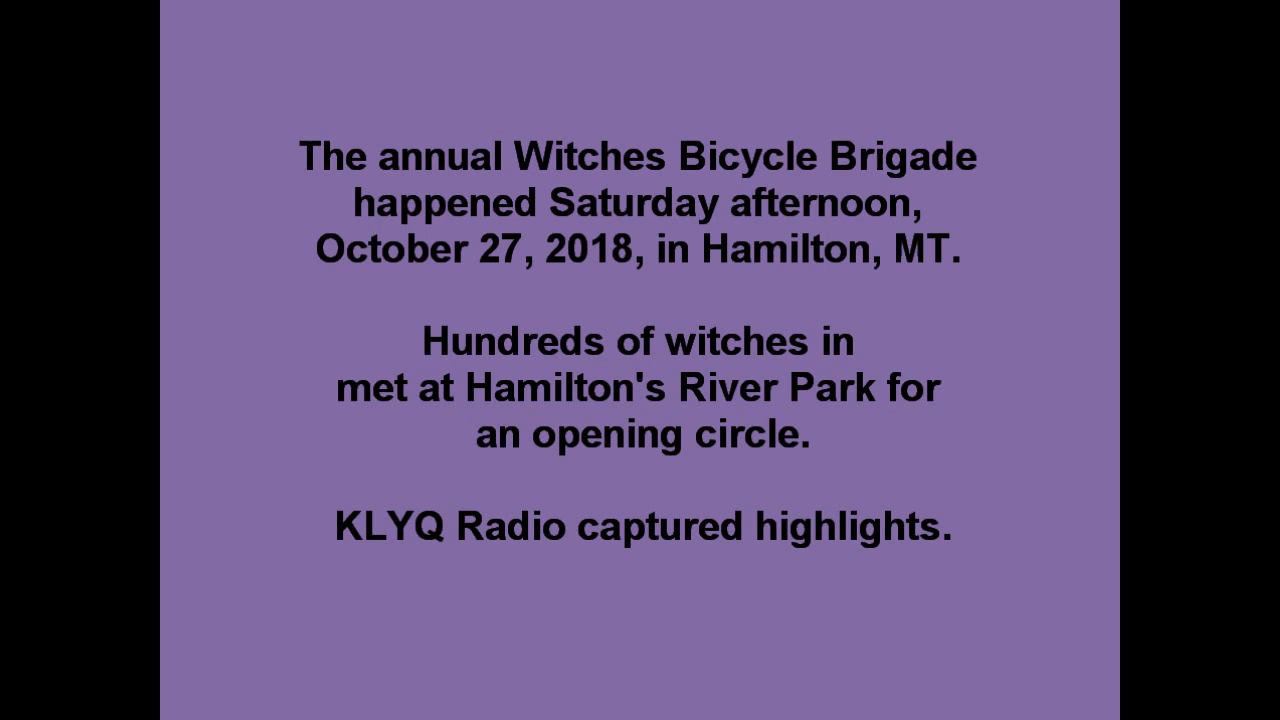 The annual Witches Bicycle Brigade
happened Saturday afternoon,
October 27, 2018, in Hamilton, MT.
Hundreds of witches in
met at Hamilton's River Park for
an opening circle.
KLYQ Radio captured highlights.